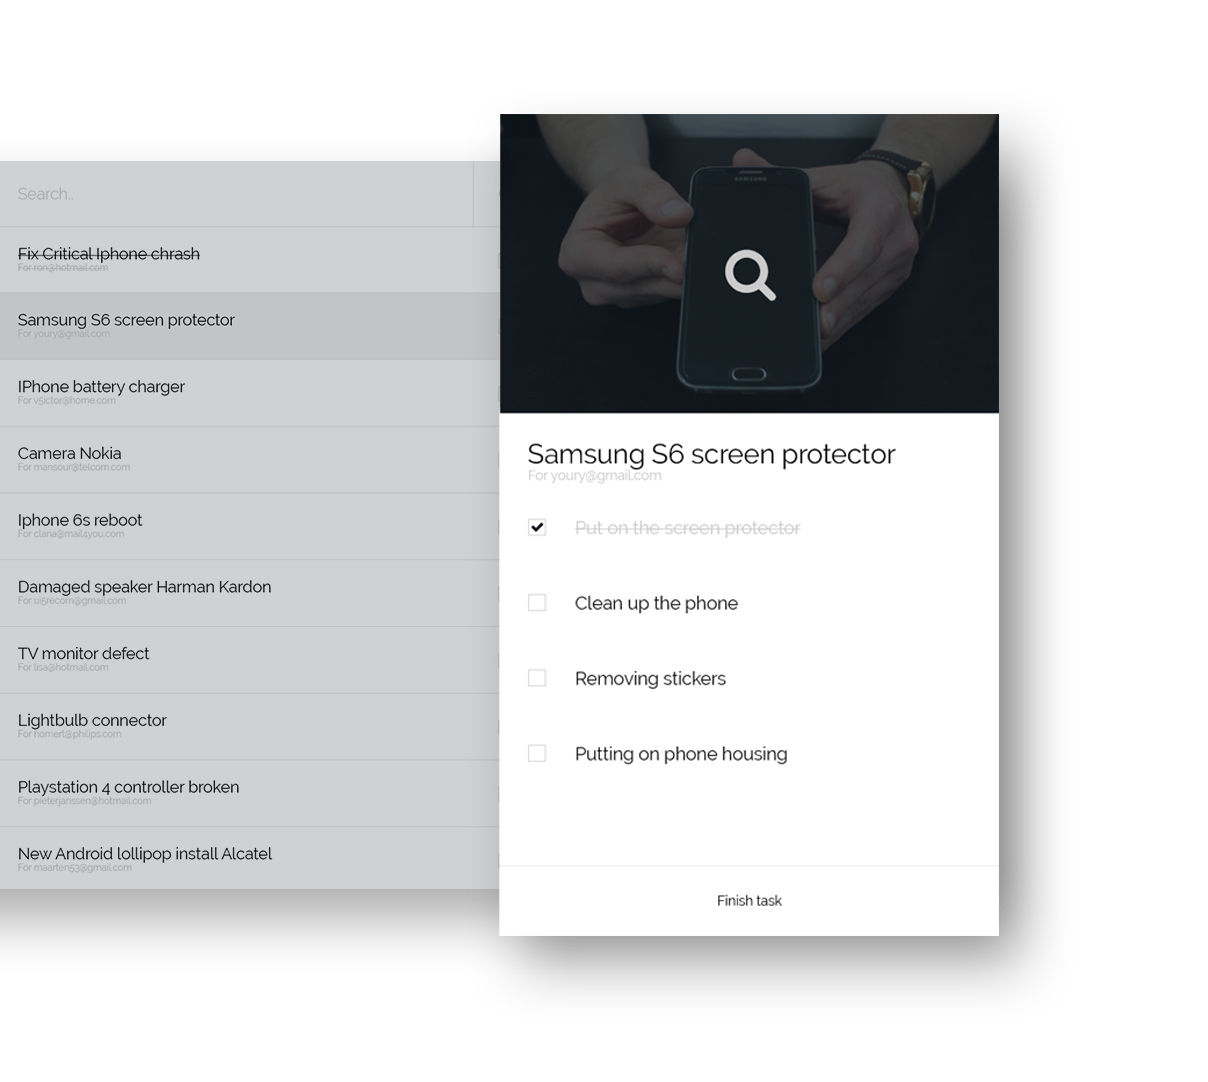 Search..
Fix Critical Iphone chrash
For ron@hotmail.com
Samsung S6 screen protector
For youry@gmail.com
IPhone battery charger
For v5ictor@home.com
Camera Nokia
For mansour@telcom.com
Iphone 6s reboot
For clana@mail4you.com
Damaged speaker Harman Kardon
For ui5recom@gmail.com
TV monitor defect
For lisa@hotmail.com
Lightbulb connector
For homert@philips.com
Playstation 4 controller broken
For pieterjanssen@hotmail.com
New Android lollipop install Alcatel
For maarten53@gmail.com
SAMSUNG
Samsung S6 screen protector
For youry@gmail.com
Put on the screen protector
Clean up the phone
Removing stickers
Putting on phone housing
Finish task